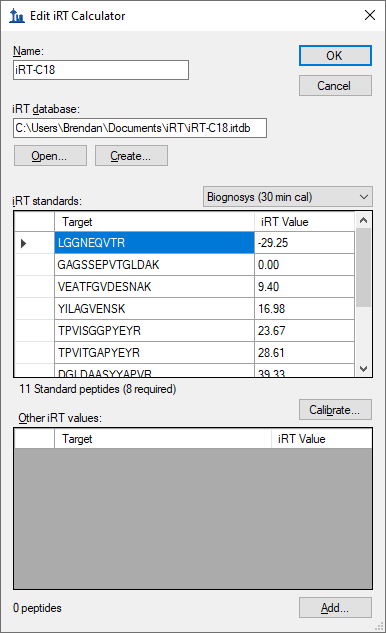 Edit iRT Calculator
Name:
iRT-C18
OK
Cancel
iRT database:
C:\Users\Brendan\Documents\iRT\iRT-C18.irtdb
Open... Create...
iRT standards: Biognosys (30 min cal)
Target iRT Value
LGGNEQVTR -29.25
GAGSSEPVTGLDAK 0.00
VEATFGVDESNAK 9.40
YILAGVENSK 16.98
TPVISGGPYEYR 23.67
TPVITGAPYEYR 28.61
DGLDAASYYAPVR 39.33
11 Standard peptides (8 required)
Calibrate...
Other iRT values:
Target iRT Value
0 peptides
Add...